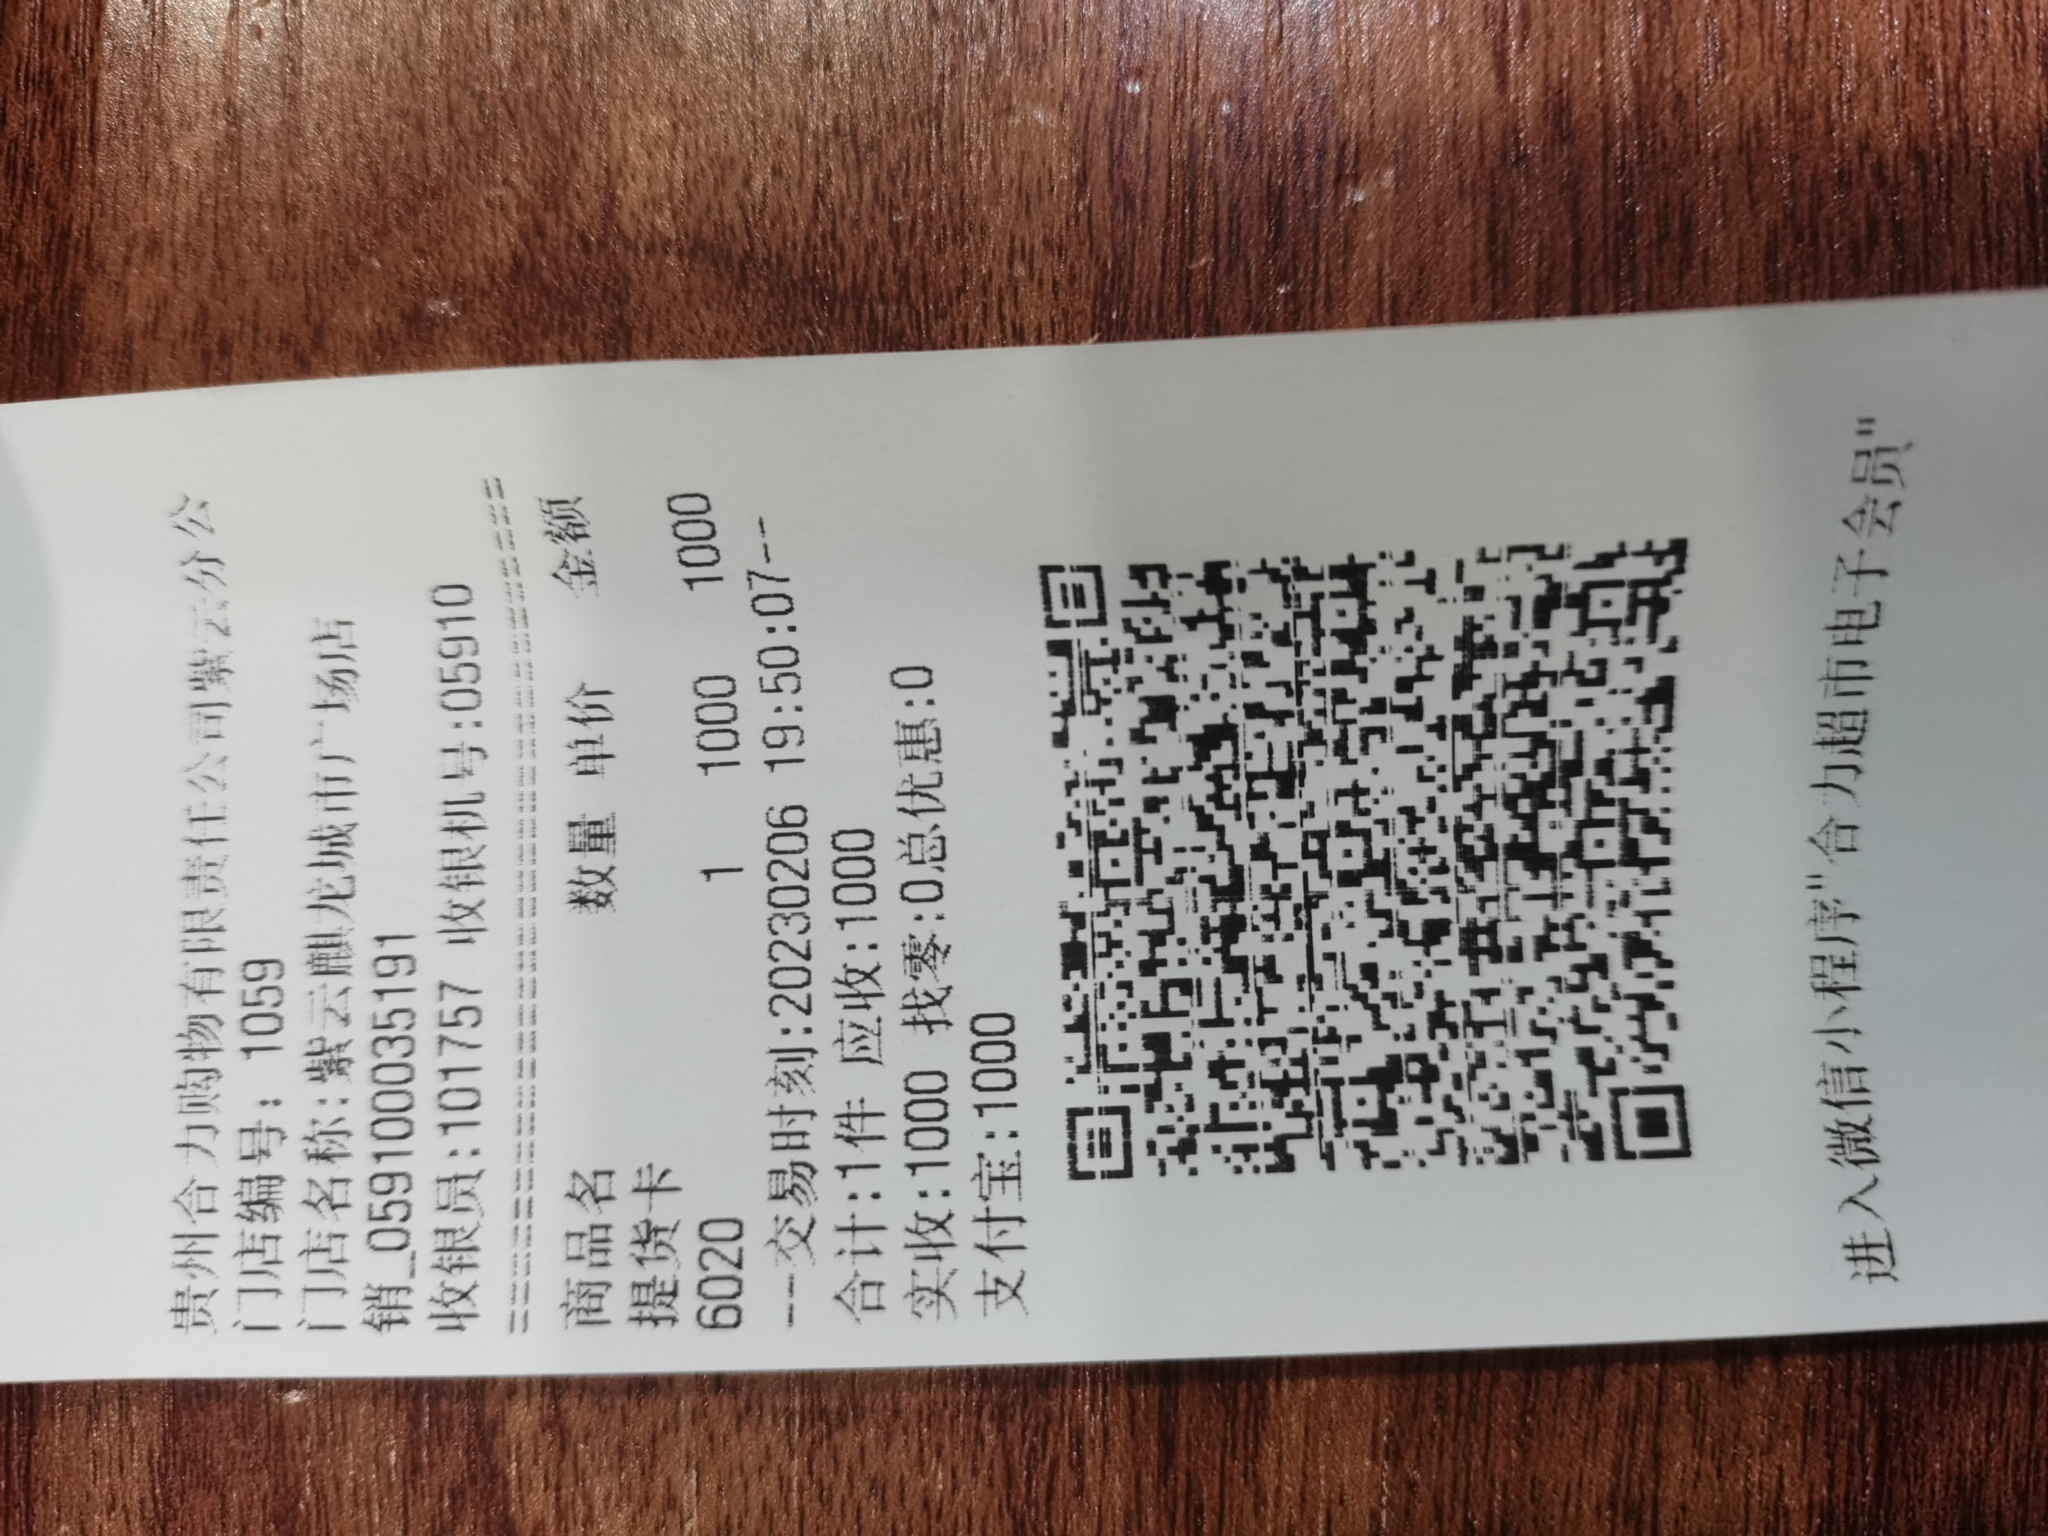 贵州合力购物有限责任公司紫云分公
门店编号: 1059
门店名称:紫云麒龙城市广场店
销_0591000035191
收银员:101757 收银机号:05910
==================================
商品名 数量 单价 金额
提货卡
6020 1 1000 1000
---交易时刻:20230206 19:50:07--
合计:1件 应收:1000
实收:1000 找零:0总优惠:0
支付宝:1000
进入微信小程序"合力超市电子会员"